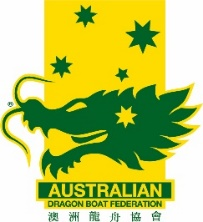 ®
AUSTRALIAN
DRAGON BOAT FEDERATION
澳洲龍舟協會